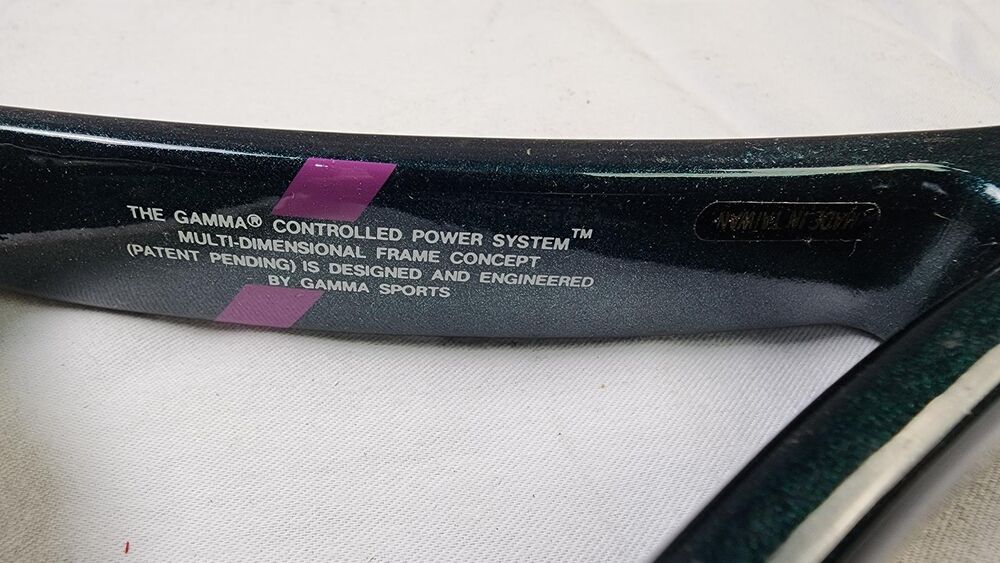 THE GAMMA® CONTROLLED POWER SYSTEM™
MULTI-DIMENSIONAL FRAME CONCEPT
(PATENT PENDING) IS DESIGNED AND ENGINEERED
BY GAMMA SPORTS
MADE IN TAIWAN